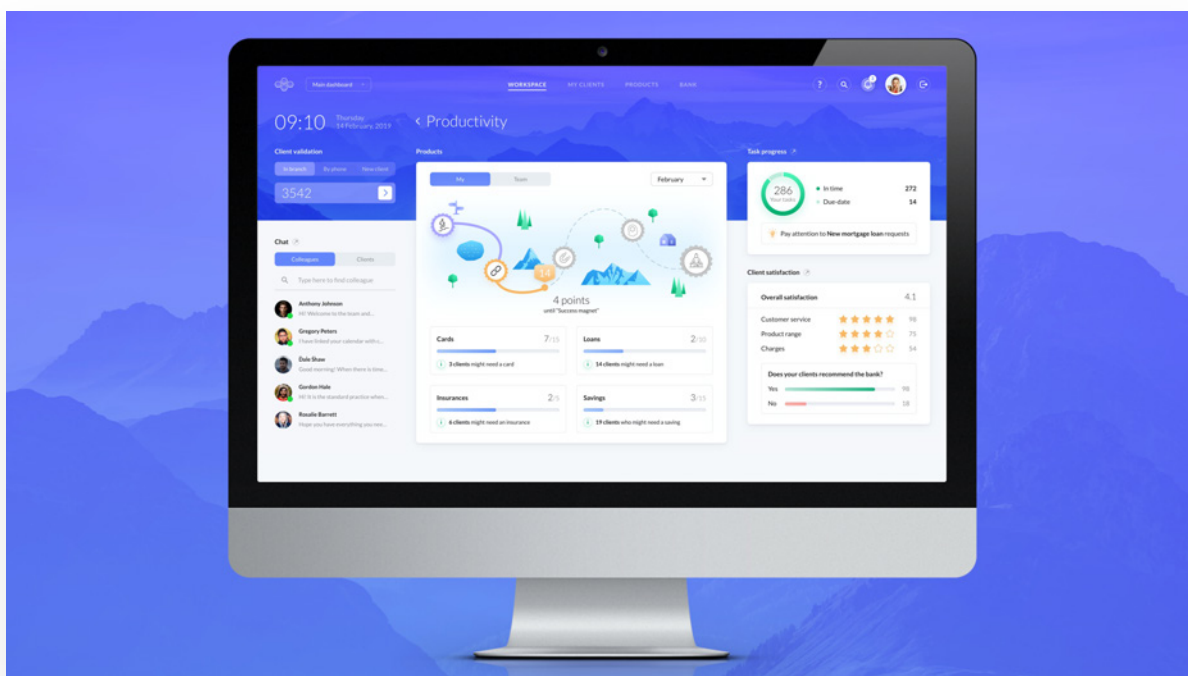 Main dashboard
WORKSPACE
MY CLIENTS
PRODUCTS
BANK
?
09:10
Thursday
14 February 2019
< Productivity
Client validation
In branch
By phone
New client
3542
Chat
Colleagues
Clients
Type here to find colleague
Anthony Johnson
Hi! Welcome to the team and...
Gregory Peters
I have linked your calendar with c...
Dale Shaw
Good morning! When there is time...
Gordon Hale
Hi! It is the standard practice when...
Rosalie Barrett
Hope you have everything you nee...
Products
My
Team
February
14
4 points
until "Success magnet"
Cards
7/15
3 clients might need a card
Loans
2/10
14 clients might need a loan
Insurances
2/5
6 clients might need an insurance
Savings
3/15
19 clients who might need a saving
Task progress
286
Your tasks
In time
272
Due-date
14
Pay attention to New mortgage loan requests
Client satisfaction
Overall satisfaction
4.1
Customer service
98
Product range
75
Charges
54
Does your clients recommend the bank?
Yes
98
No
18